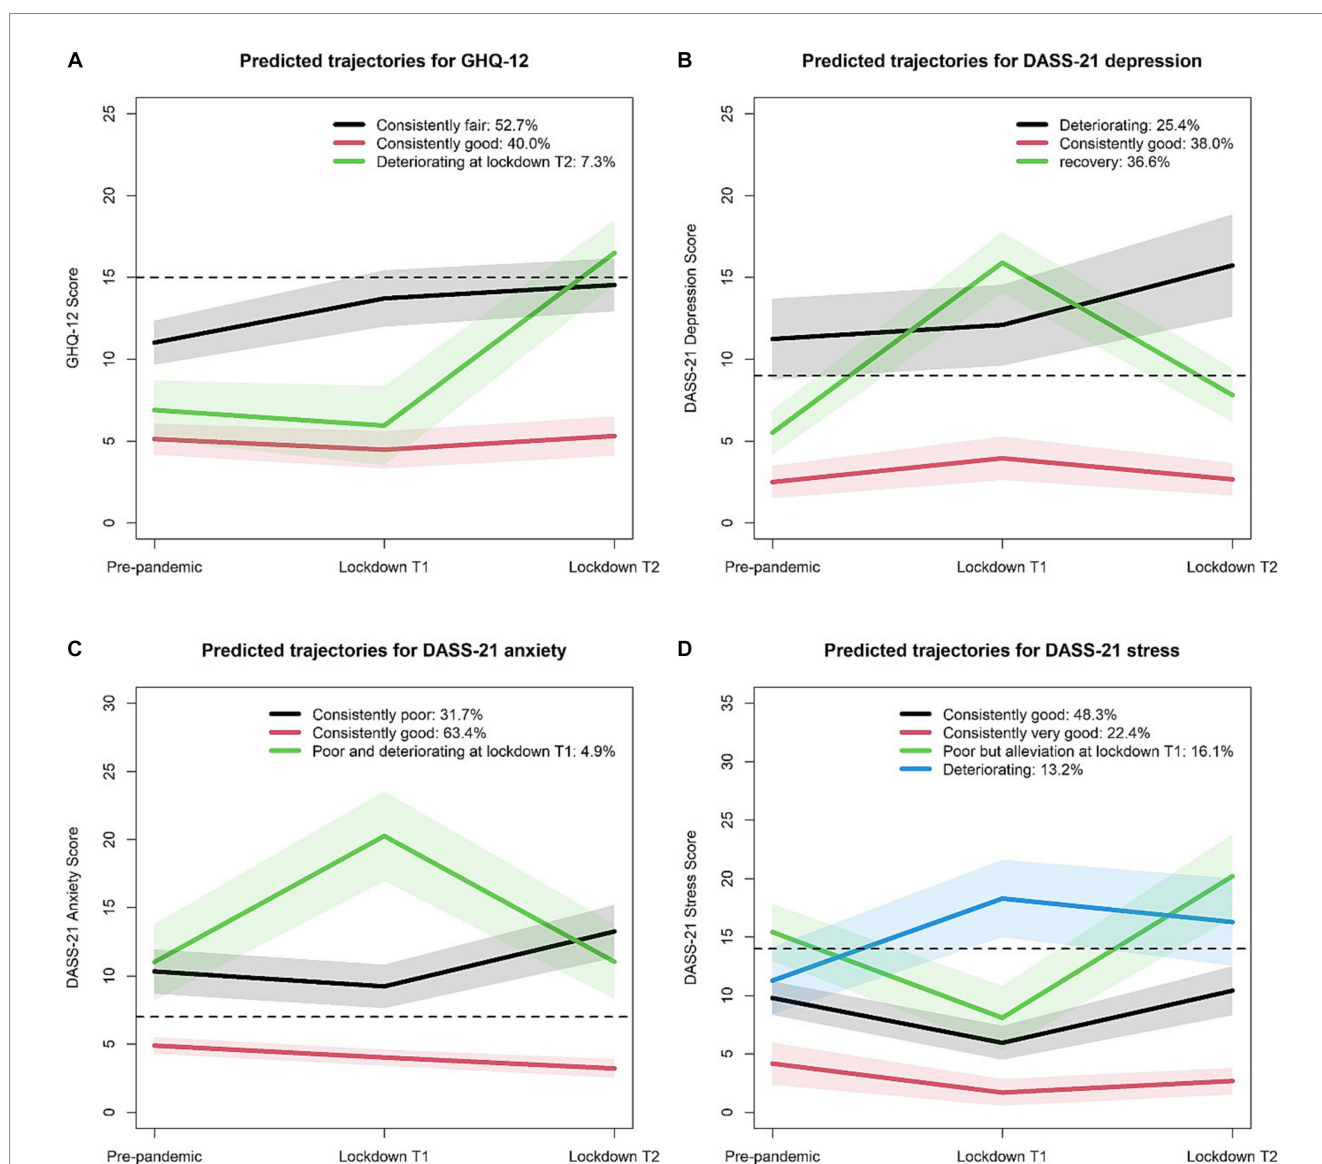 A
Predicted trajectories for GHQ-12
Consistently fair: 52.7%
Consistently good: 40.0%
Deteriorating at lockdown T2: 7.3%
GHQ-12 Score
25
20
15
10
5
0
Pre-pandemic
Lockdown T1
Lockdown T2
B
Predicted trajectories for DASS-21 depression
Deteriorating: 25.4%
Consistently good: 38.0%
recovery: 36.6%
DASS-21 Depression Score
25
20
15
10
5
0
Pre-pandemic
Lockdown T1
Lockdown T2
C
Predicted trajectories for DASS-21 anxiety
Consistently poor: 31.7%
Consistently good: 63.4%
Poor and deteriorating at lockdown T1: 4.9%
DASS-21 Anxiety Score
30
25
20
15
10
5
0
Pre-pandemic
Lockdown T1
Lockdown T2
D
Predicted trajectories for DASS-21 stress
Consistently good: 48.3%
Consistently very good: 22.4%
Poor but alleviation at lockdown T1: 16.1%
Deteriorating: 13.2%
DASS-21 Stress Score
35
30
25
20
15
10
5
0
Pre-pandemic
Lockdown T1
Lockdown T2